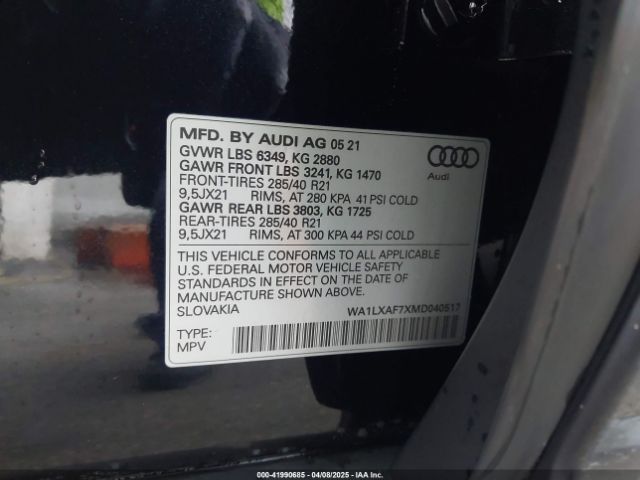 MFD. BY AUDI AG 05 21
GVWR LBS 6349, KG 2880
GAWR FRONT LBS 3241, KG 1470
FRONT-TIRES 285/40 R21
9,5JX21 RIMS, AT 280 KPA 41 PSI COLD
GAWR REAR LBS 3803, KG 1725
REAR-TIRES 285/40 R21
9,5JX21 RIMS, AT 300 KPA 44 PSI COLD
Audi
THIS VEHICLE CONFORMS TO ALL APPLICABLE
U.S. FEDERAL MOTOR VEHICLE SAFETY
STANDARDS IN EFFECT ON THE DATE OF
MANUFACTURE SHOWN ABOVE.
SLOVAKIA
WA1LXAF7XMD040517
TYPE:
MPV
000-41990685 - 04/08/2025 - IAA, LLC